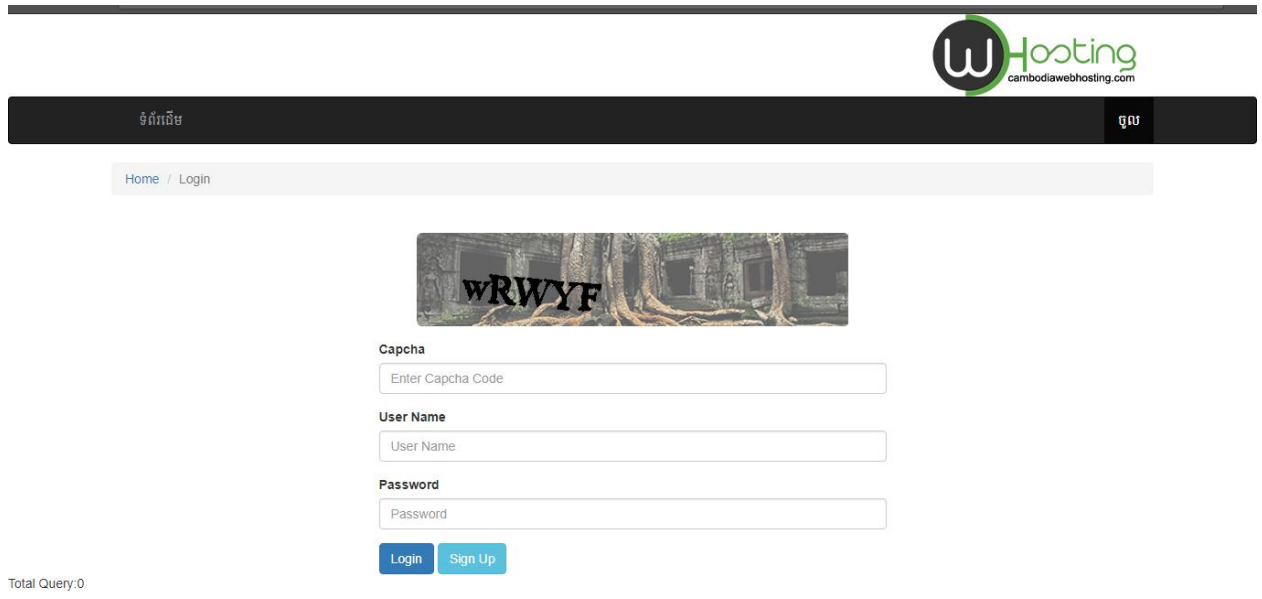 wHosting
cambodiawebhosting.com
ទំព័រដើម
ចូល
Home / Login
wRWYF
Capcha
Enter Capcha Code
User Name
User Name
Password
Password
Login
Sign Up
Total Query:0